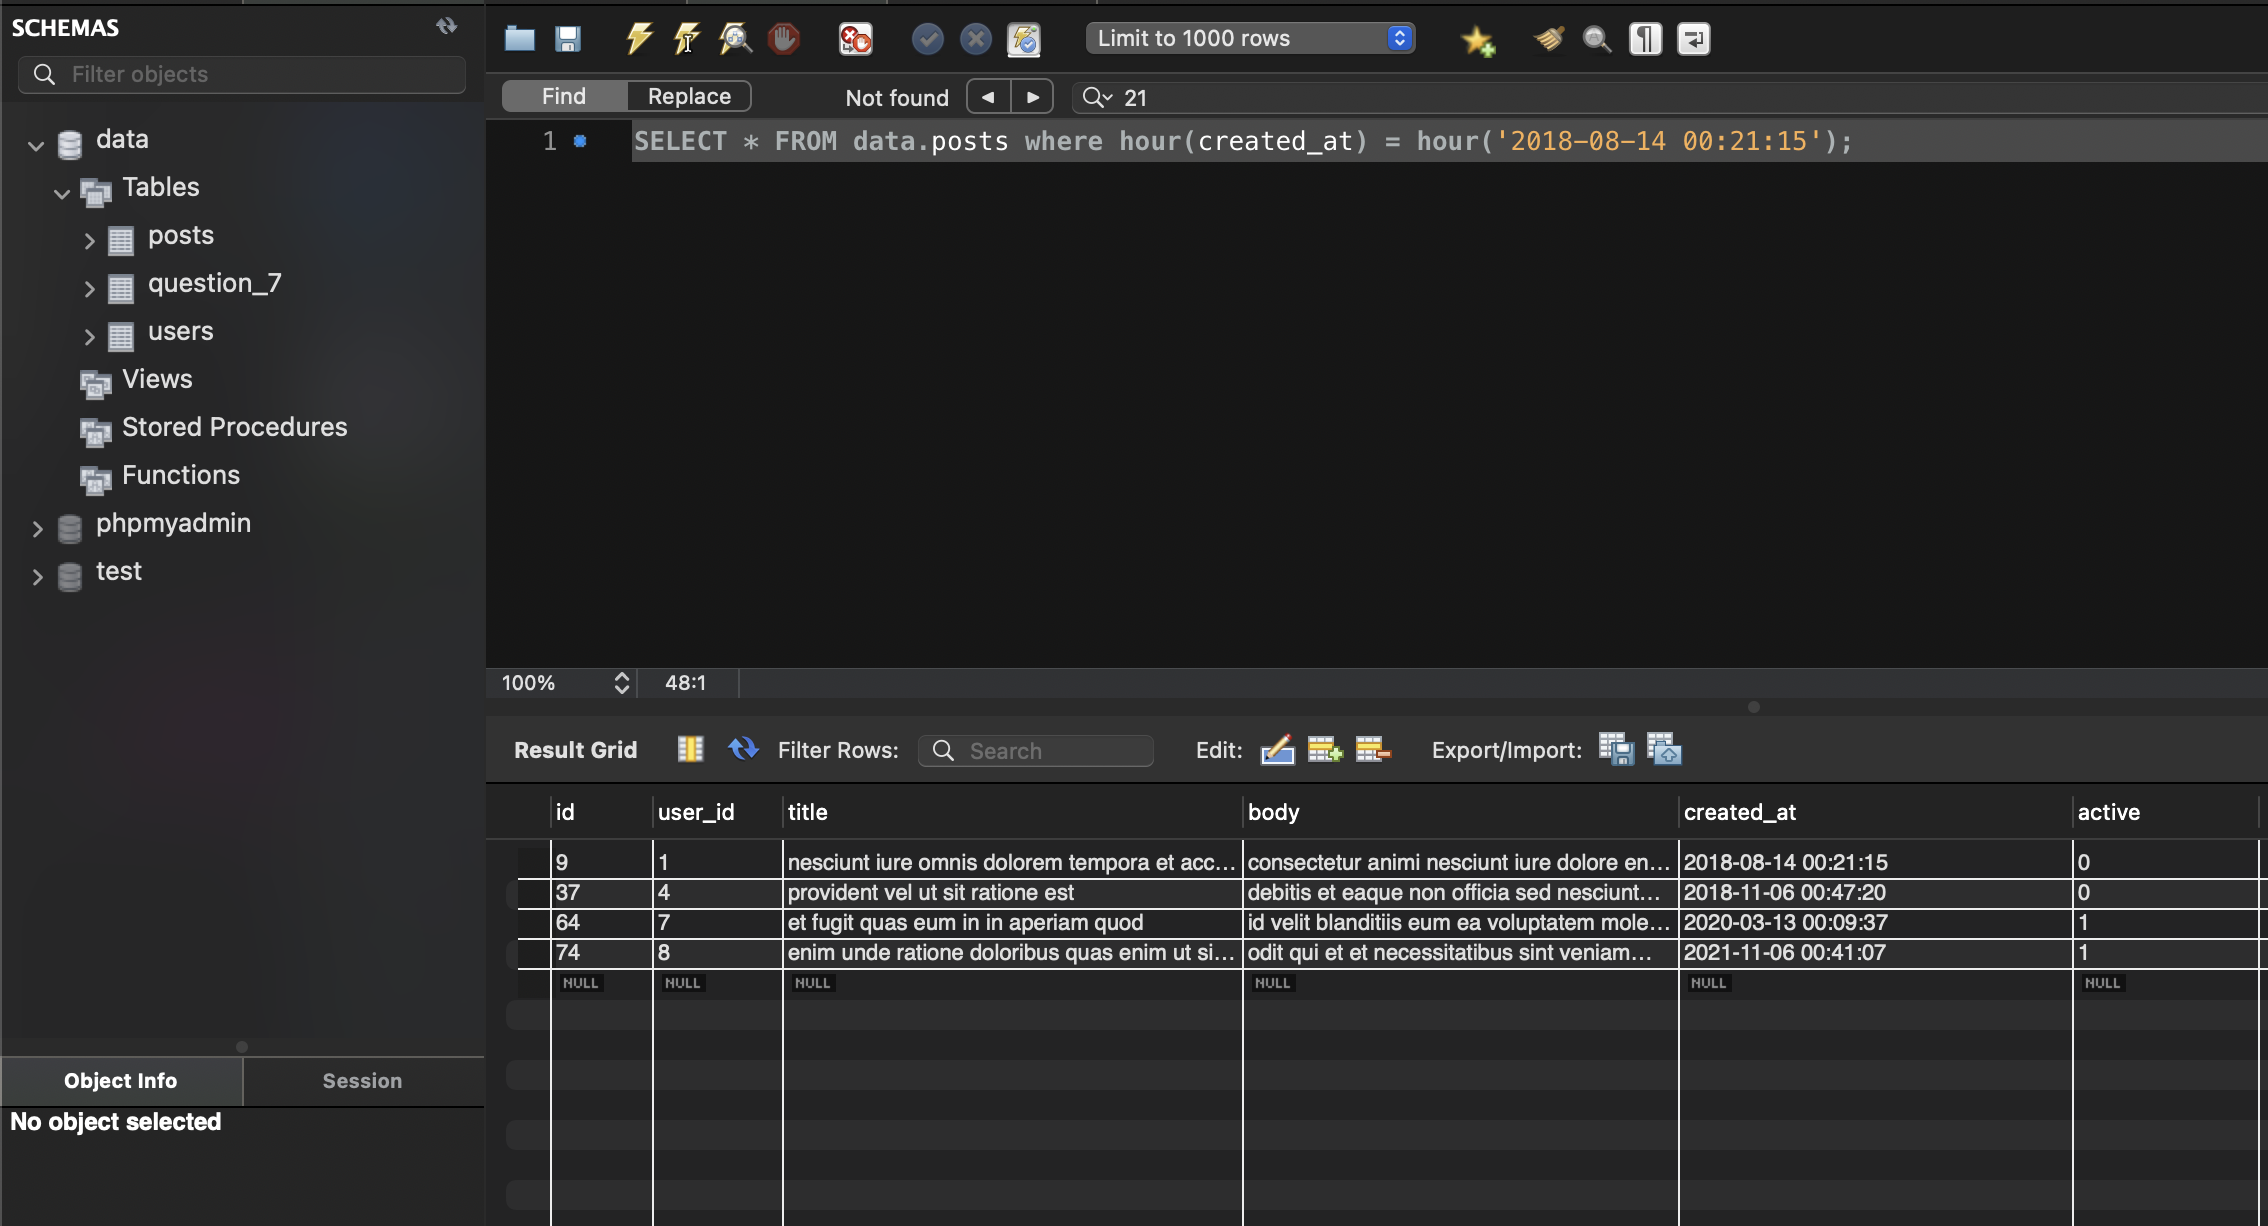 SCHEMAS
Filter objects
data
Tables
posts
question_7
users
Views
Stored Procedures
Functions
phpmyadmin
test
Object Info
Session
No object selected
Limit to 1000 rows
Find
Replace
Not found
21
1
SELECT * FROM data.posts where hour(created_at) = hour('2018-08-14 00:21:15');
100%
48:1
Result Grid
Filter Rows:
Search
Edit:
Export/Import:
id user_id title body created_at active
9 1 nesciunt iure omnis dolorem tempora et acc... consectetur animi nesciunt iure dolore en... 2018-08-14 00:21:15 0
37 4 provident vel ut sit ratione est debitis et eaque non officia sed nesciunt... 2018-11-06 00:47:20 0
64 7 et fugit quas eum in in aperiam quod id velit blanditiis eum ea voluptatem mole... 2020-03-13 00:09:37 1
74 8 enim unde ratione doloribus quas enim ut si... odit qui et et necessitatibus sint veniam... 2021-11-06 00:41:07 1
NULL NULL NULL NULL NULL NULL